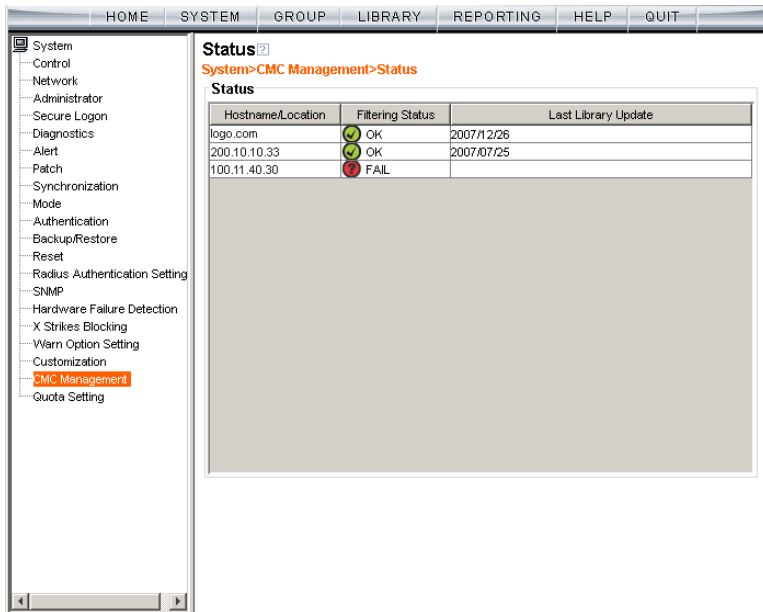 HOME SYSTEM GROUP LIBRARY REPORTING HELP QUIT
System
Control
Network
Administrator
Secure Logon
Diagnostics
Alert
Patch
Synchronization
Mode
Authentication
Backup/Restore
Reset
Radius Authentication Setting
SNMP
Hardware Failure Detection
X Strikes Blocking
Warn Option Setting
Customization
CMC Management
Quota Setting
Status?
System>CMC Management>Status
Status
Hostname/Location Filtering Status Last Library Update
logo.com OK 2007/12/26
200.10.10.33 OK 2007/07/25
100.11.40.30 ? FAIL